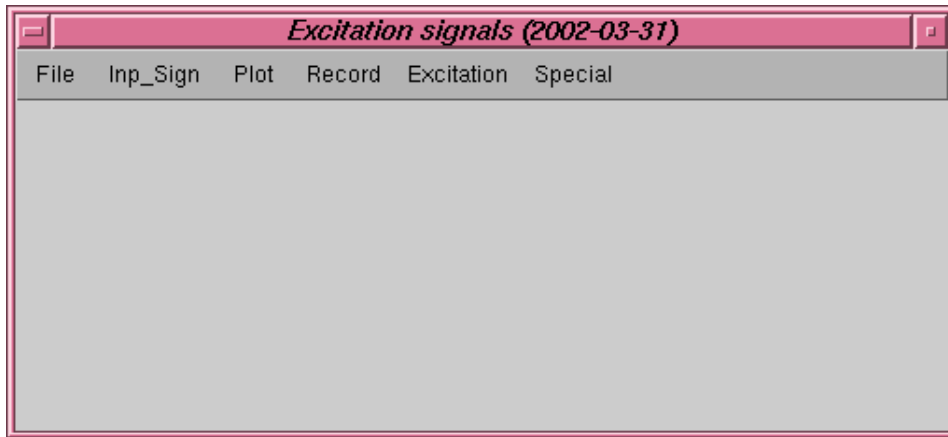 Excitation signals (2002-03-31)
File Inp_Sign Plot Record Excitation Special